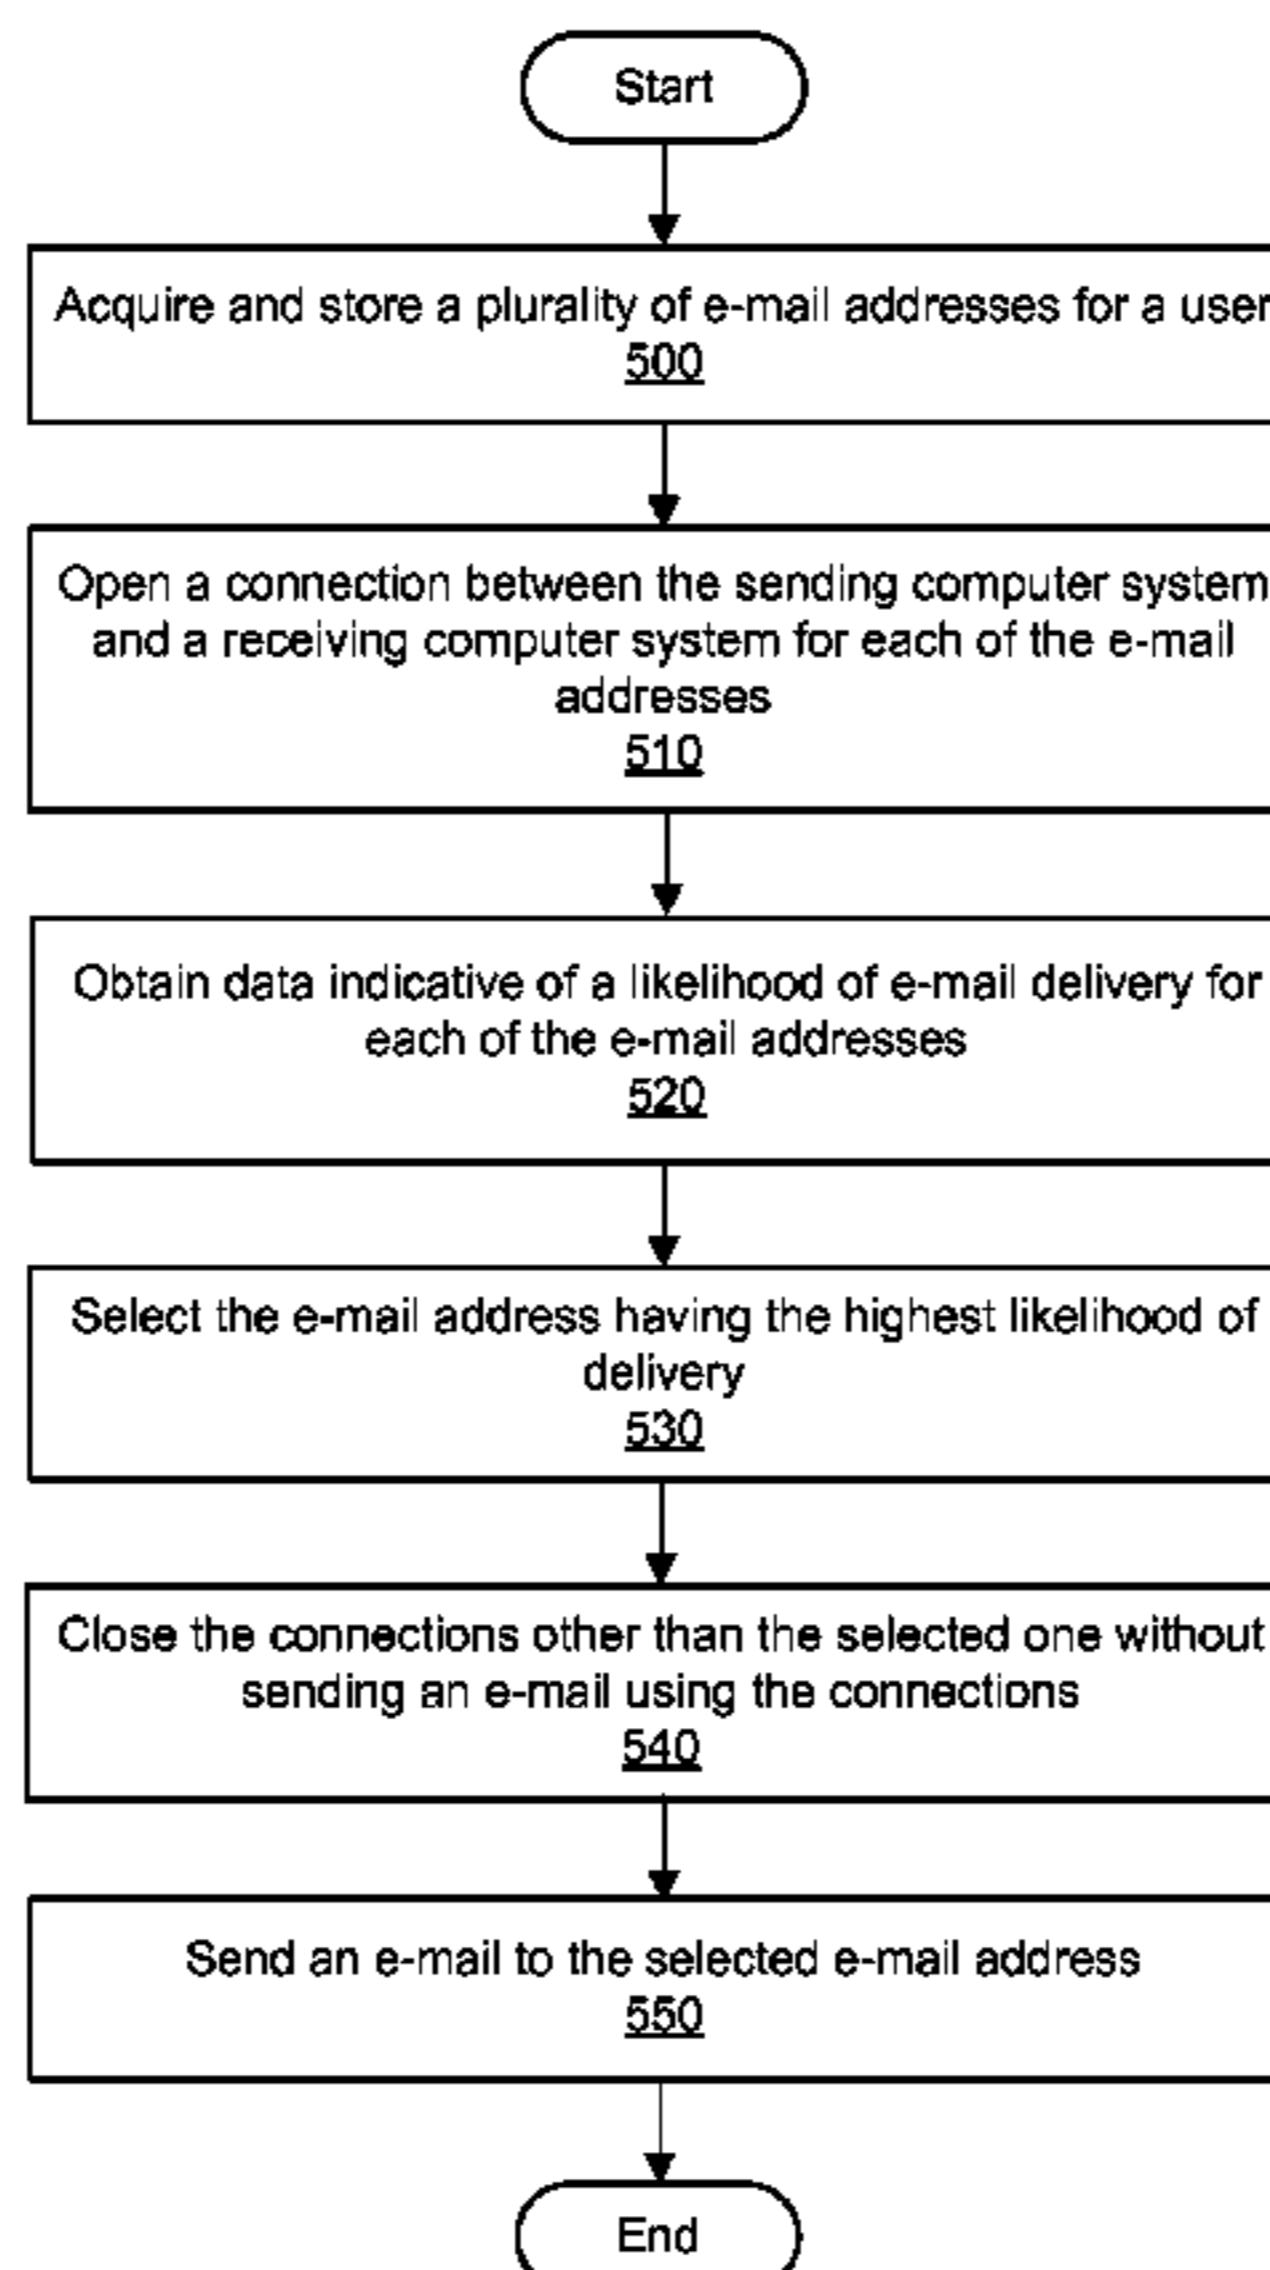 Start
Acquire and store a plurality of e-mail addresses for a user
500
Open a connection between the sending computer system
and a receiving computer system for each of the e-mail
addresses
510
Obtain data indicative of a likelihood of e-mail delivery for
each of the e-mail addresses
520
Select the e-mail address having the highest likelihood of
delivery
530
Close the connections other than the selected one without
sending an e-mail using the connections
540
Send an e-mail to the selected e-mail address
550
End